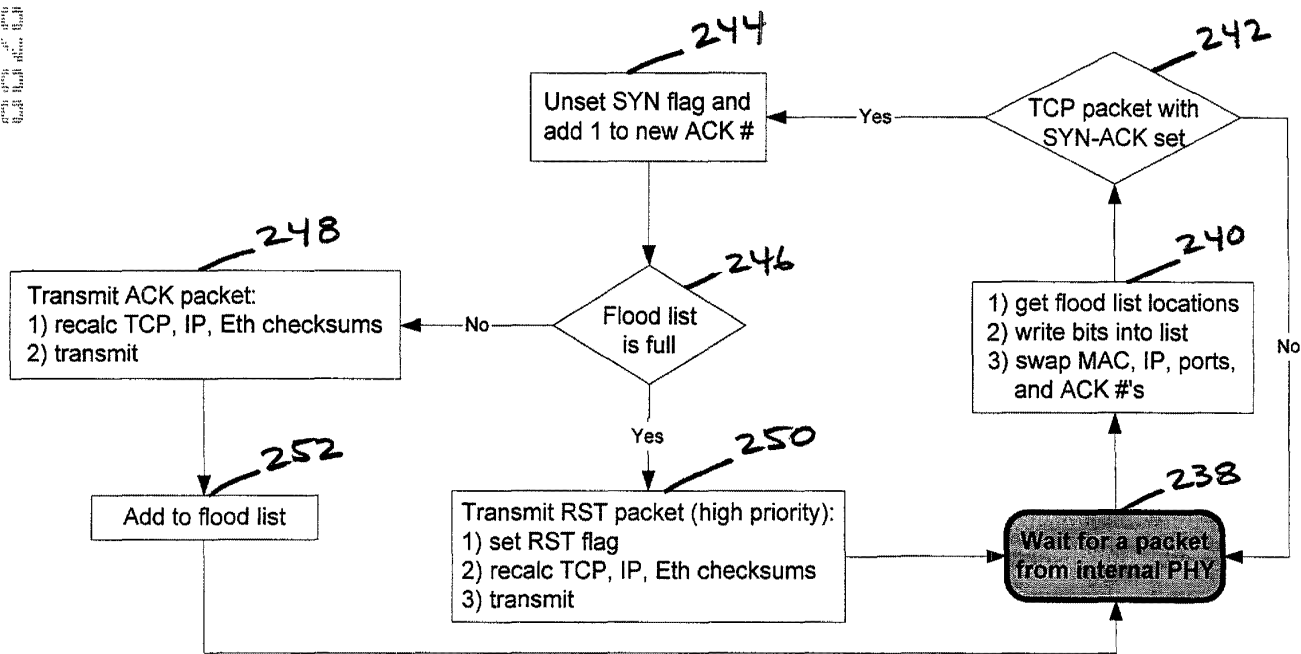 244
242
Unset SYN flag and
add 1 to new ACK #
Yes
TCP packet with
SYN-ACK set
248
246
240
Transmit ACK packet:
1) recalc TCP, IP, Eth checksums
2) transmit
No
Flood list
is full
1) get flood list locations
2) write bits into list
3) swap MAC, IP, ports,
and ACK #'s
No
Yes
252
250
238
Add to flood list
Transmit RST packet (high priority):
1) set RST flag
2) recalc TCP, IP, Eth checksums
3) transmit
Wait for a packet
from internal PHY